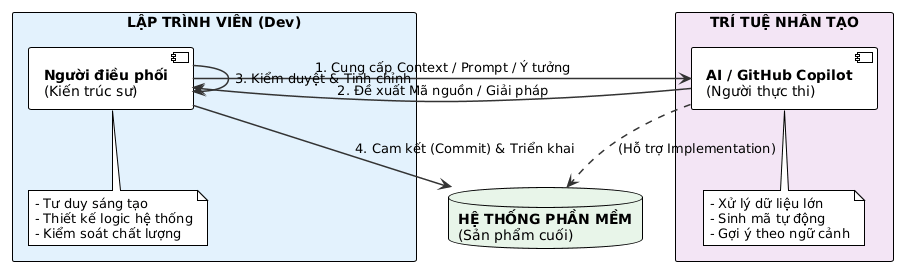 LẬP TRÌNH VIÊN (Dev)
TRÍ TUỆ NHÂN TẠO
Người điều phối
(Kiến trúc sư)
1. Cung cấp Context / Prompt / Ý tưởng
3. Kiểm duyệt & Tinh chỉnh
2. Đề xuất Mã nguồn / Giải pháp
AI / GitHub Copilot
(Người thực thi)
4. Cam kết (Commit) & Triển khai
(Hỗ trợ Implementation)
- Tư duy sáng tạo
- Thiết kế logic hệ thống
- Kiểm soát chất lượng
HỆ THỐNG PHẦN MỀM
(Sản phẩm cuối)
- Xử lý dữ liệu lớn
- Sinh mã tự động
- Gợi ý theo ngữ cảnh